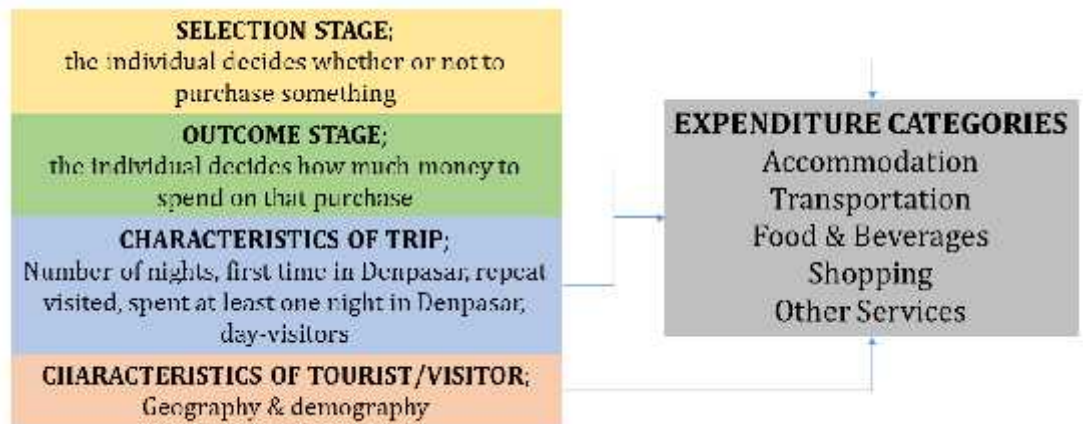 SELECTION STAGE;
the individual decides whether or not to
purchase something
OUTCOME STAGE;
the individual decides how much money to
spend on that purchase
CHARACTERISTICS OF TRIP;
Number of nights, first time in Denpasar, repeat
visited, spent at least one night in Denpasar,
day-visitors
CHARACTERISTICS OF TOURIST/VISITOR;
Geography & demography
EXPENDITURE CATEGORIES
Accommodation
Transportation
Food & Beverages
Shopping
Other Services